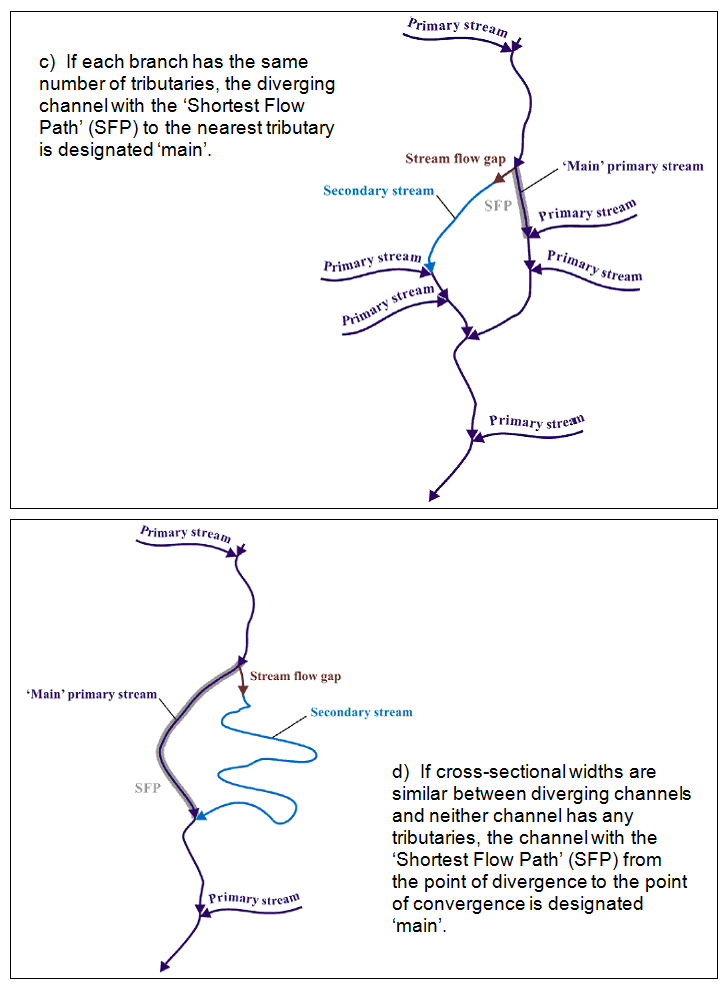 Primary stream
c) If each branch has the same
number of tributaries, the diverging
channel with the ‘Shortest Flow
Path’ (SFP) to the nearest tributary
is designated ‘main’.
Stream flow gap
‘Main’ primary stream
Secondary stream
SFP
Primary stream
Primary stream
Primary stream
Primary stream
Primary stream
Primary stream
Stream flow gap
‘Main’ primary stream
Secondary stream
SFP
d) If cross-sectional widths are
similar between diverging channels
and neither channel has any
tributaries, the channel with the
‘Shortest Flow Path’ (SFP) from
the point of divergence to the point
of convergence is designated
‘main’.
Primary stream